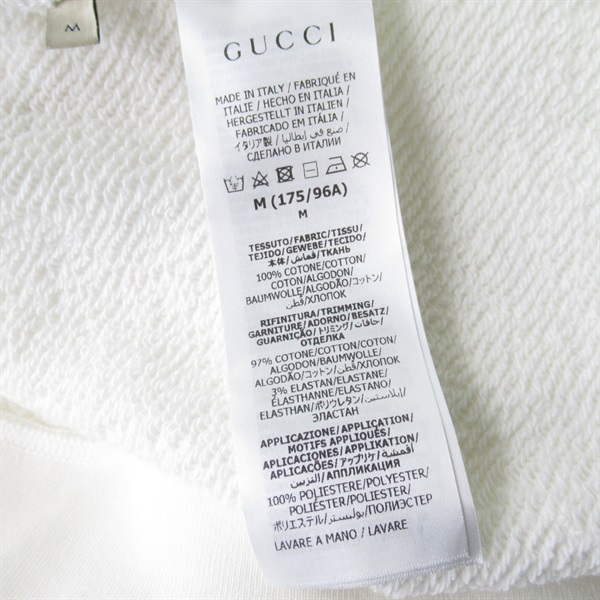 M
GUCCI
MADE IN ITALY / FABRIQUÉ EN
ITALIE / HECHO EN ITALIA /
HERGESTELLT IN ITALIEN /
FABRICADO EM ITÁLIA /
イタリア製 / صنع في إيطاليا /
СДЕЛАНО В ИТАЛИИ
M (175/96A)
M
TESSUTO/FABRIC/TISSU/
TEJIDO/GEWEBE/TECIDO/
本体/قماش/ТКАНЬ
100% COTONE/COTTON/
COTON/ALGODON/
BAUMWOLLE/ALGODÃO/コットン
/قطن/ХЛОПОК
RIFINITURA/TRIMMING/
GARNITURE/ADORNO/BESATZ/
GUARNIÇÃO/トリミング/حافات/
ОТДЕЛКА
97% COTONE/COTTON/COTON/
ALGODON/BAUMWOLLE/
ALGODÃO/コットン/قطن/ХЛОПОК
3% ELASTAN/ELASTANE/
ÉLASTHANNE/ELASTANO/
ELASTHAN/ポリウレタン/إيلاستين/
ЭЛАСТАН
APPLICAZIONE/APPLICATION/
MOTIFS APPLIQUÉS/
APLICACIONES/APPLIKATION/
APLICAÇÕES/アップリケ/أقمشة
التزيين/АППЛИКАЦИЯ
100% POLIESTERE/POLYESTER/
POLIÉSTER/POLYESTER/
ポリエステル/بوليستر/ПОЛИЭСТЕР
LAVARE A MANO / LAVARE